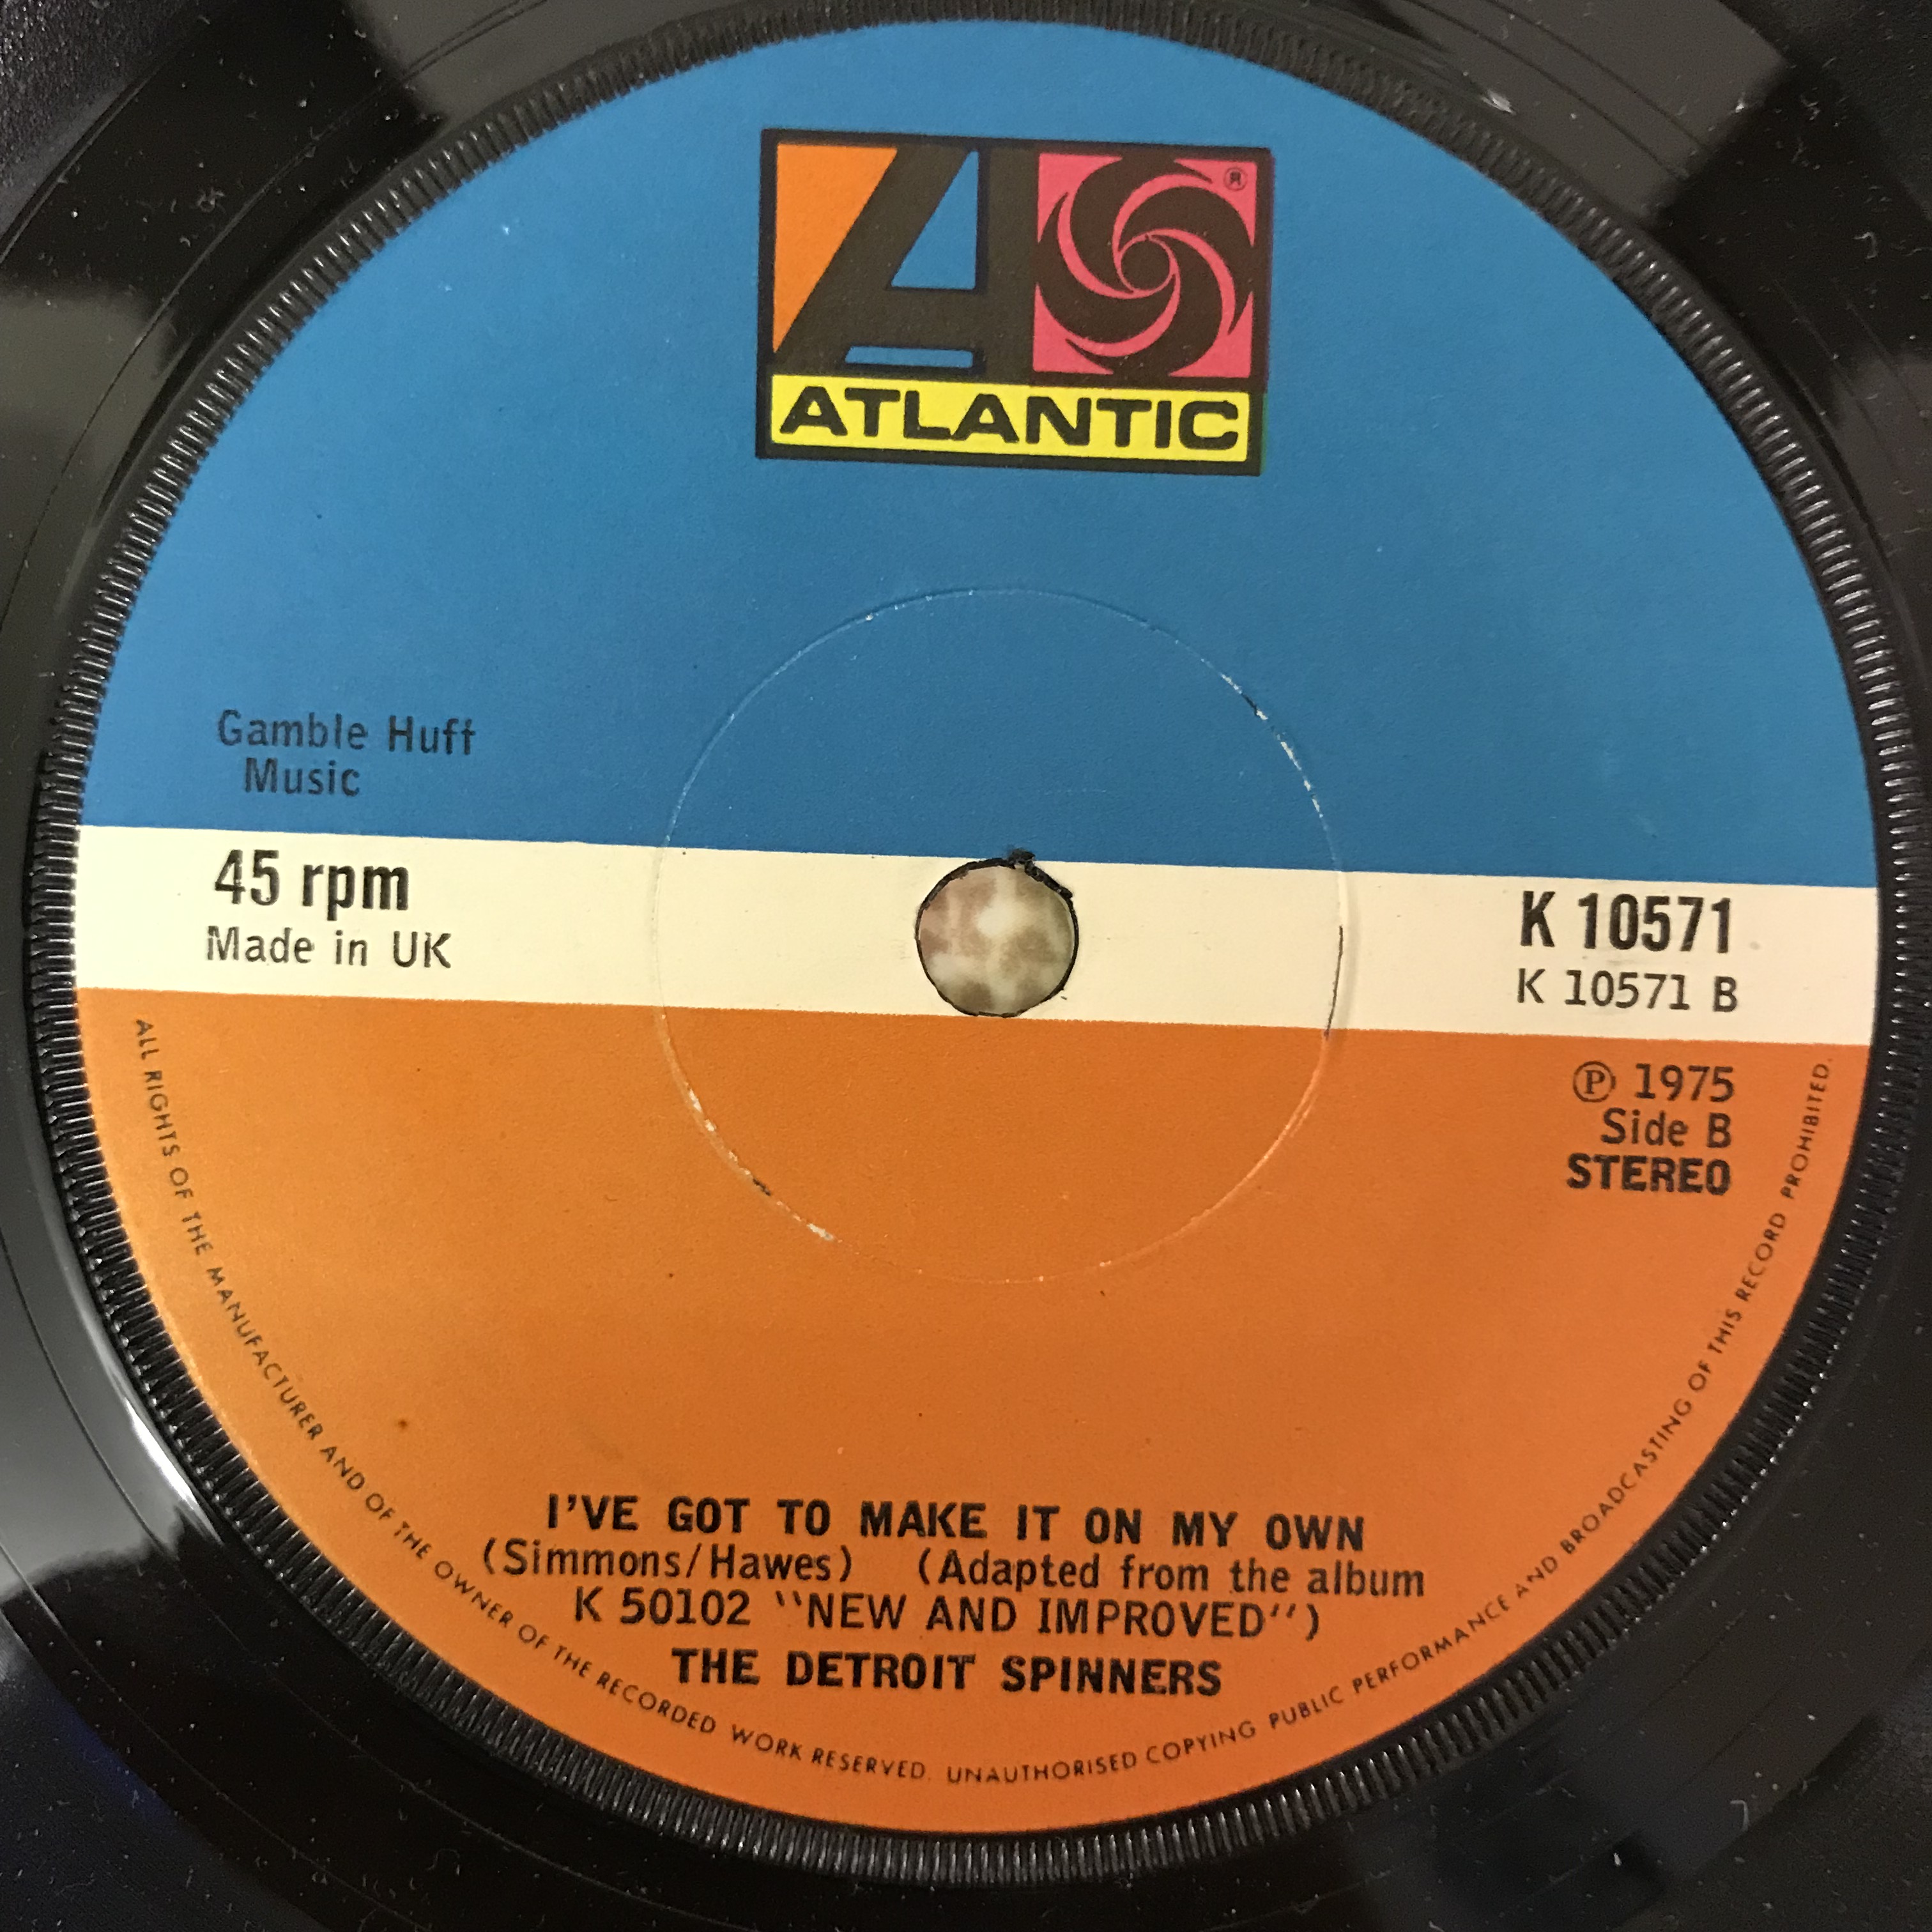 ®
ATLANTIC
Gamble Huff
Music
45 rpm
Made in UK
K 10571
K 10571 B
Ⓟ 1975
Side B
STEREO
I'VE GOT TO MAKE IT ON MY OWN
(Simmons/Hawes) (Adapted from the album
K 50102 "NEW AND IMPROVED")
THE DETROIT SPINNERS
ALL RIGHTS OF THE MANUFACTURER AND OF THE OWNER OF THE RECORDED WORK RESERVED. UNAUTHORISED COPYING PUBLIC PERFORMANCE AND BROADCASTING OF THIS RECORD PROHIBITED.